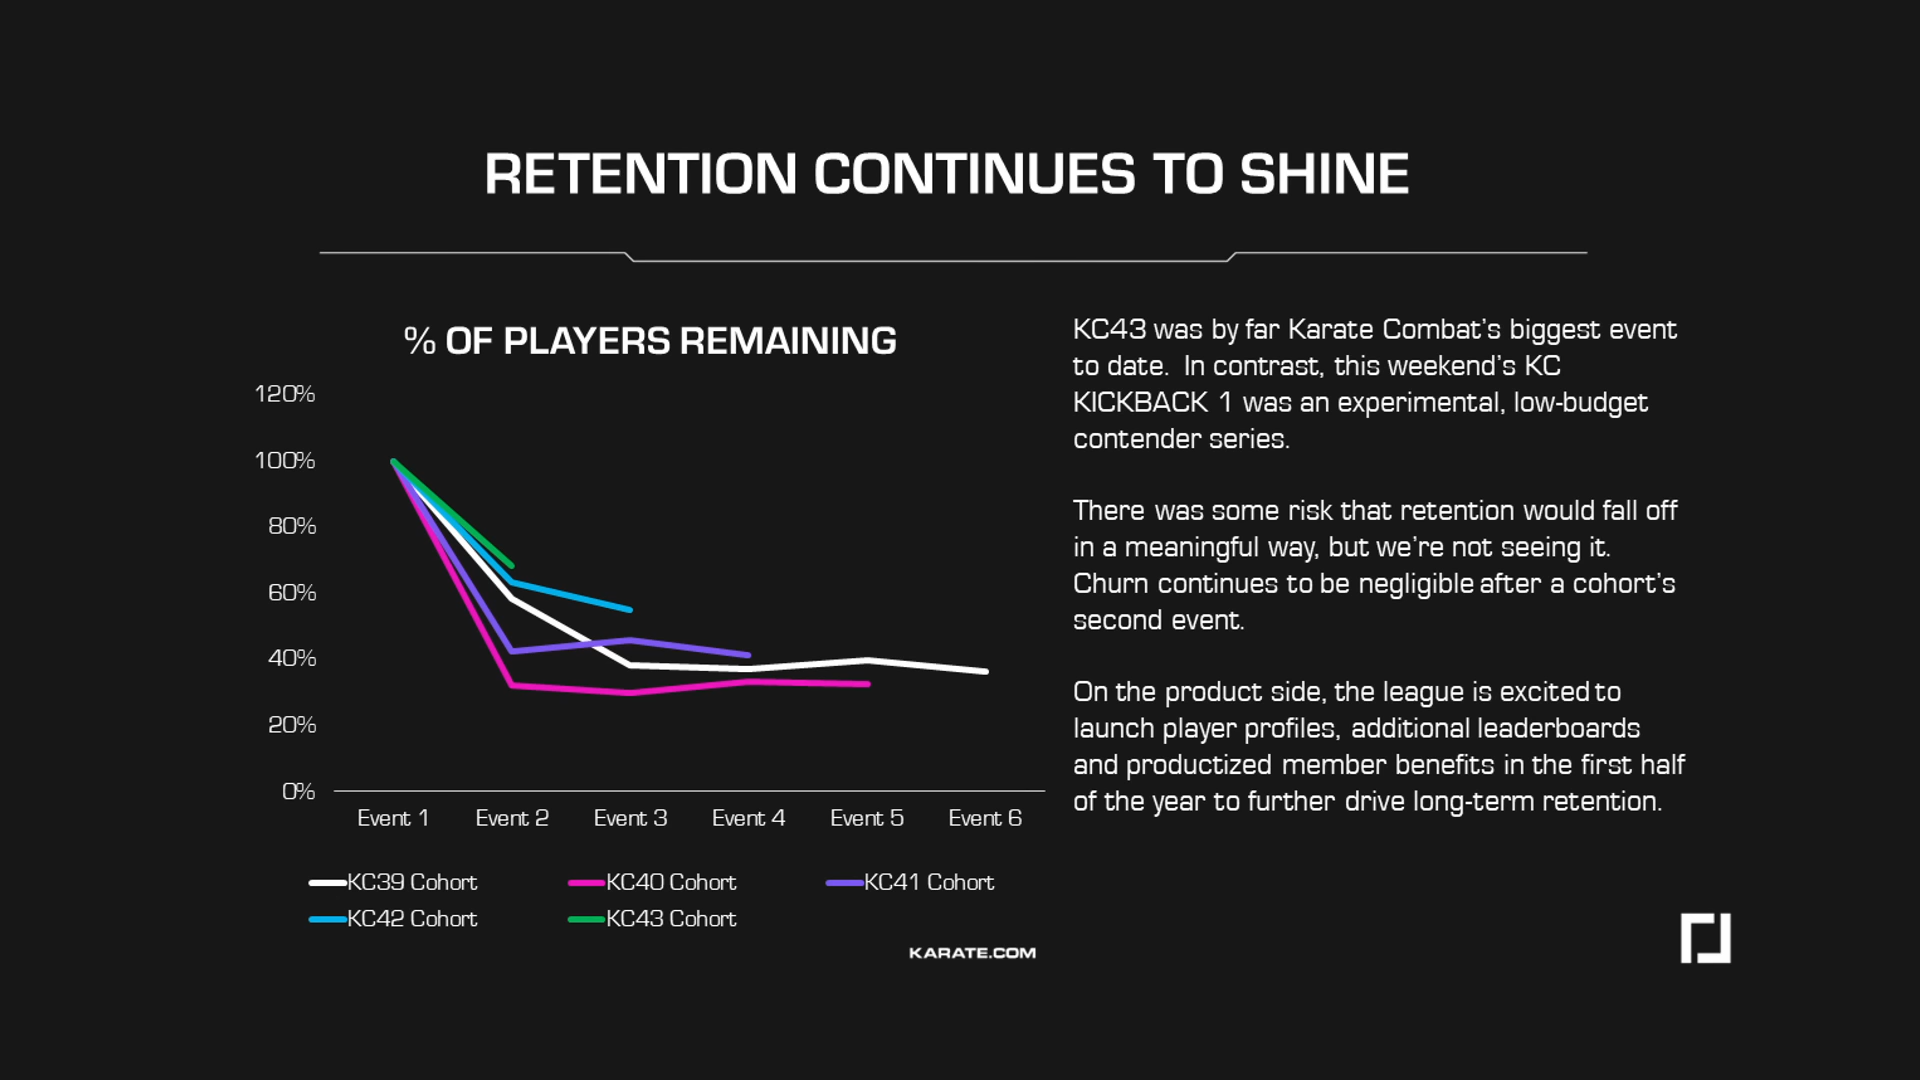 RETENTION CONTINUES TO SHINE
% OF PLAYERS REMAINING
120%
100%
80%
60%
40%
20%
0%
Event 1 Event 2 Event 3 Event 4 Event 5 Event 6
KC39 Cohort KC40 Cohort KC41 Cohort
KC42 Cohort KC43 Cohort
KC43 was by far Karate Combat's biggest event
to date. In contrast, this weekend's KC
KICKBACK 1 was an experimental, low-budget
contender series.
There was some risk that retention would fall off
in a meaningful way, but we're not seeing it.
Churn continues to be negligible after a cohort's
second event.
On the product side, the league is excited to
launch player profiles, additional leaderboards
and productized member benefits in the first half
of the year to further drive long-term retention.
KARATE.COM